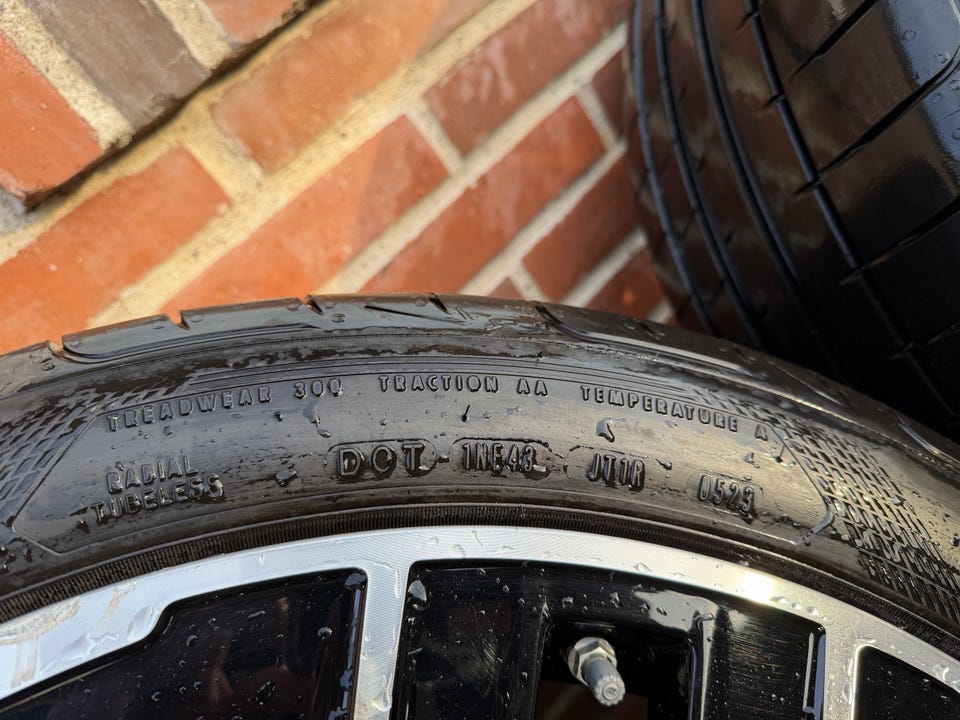 TREADWEAR 300 TRACTION AA TEMPERATURE A
RADIAL
TUBELESS
DOT 1NE43 JT1R 0523